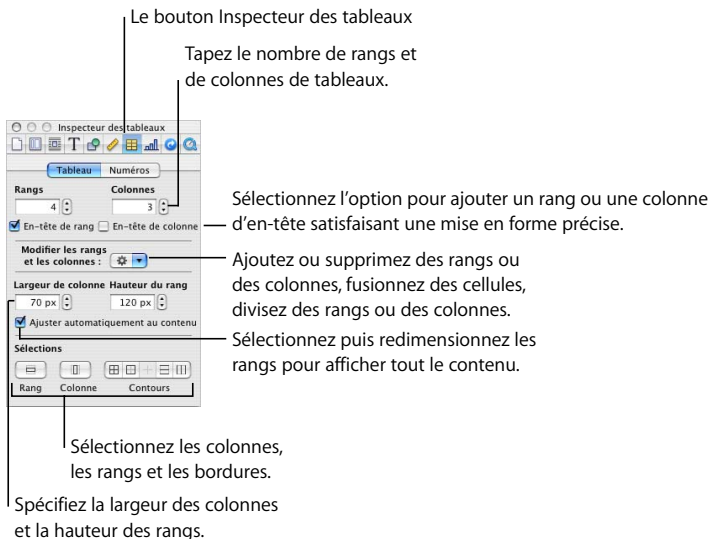 Le bouton Inspecteur des tableaux
Tapez le nombre de rangs et
de colonnes de tableaux.
Inspecteur des tableaux
Tableau Numéros
Rangs Colonnes
4 3
En-tête de rang En-tête de colonne
Sélectionnez l’option pour ajouter un rang ou une colonne
d’en-tête satisfaisant une mise en forme précise.
Modifier les rangs
et les colonnes :
Ajoutez ou supprimez des rangs ou
des colonnes, fusionnez des cellules,
divisez des rangs ou des colonnes.
Largeur de colonne Hauteur du rang
70 px 120 px
Ajuster automatiquement au contenu
Sélectionnez puis redimensionnez les
rangs pour afficher tout le contenu.
Sélections
Rang Colonne Contours
Sélectionnez les colonnes,
les rangs et les bordures.
Spécifiez la largeur des colonnes
et la hauteur des rangs.